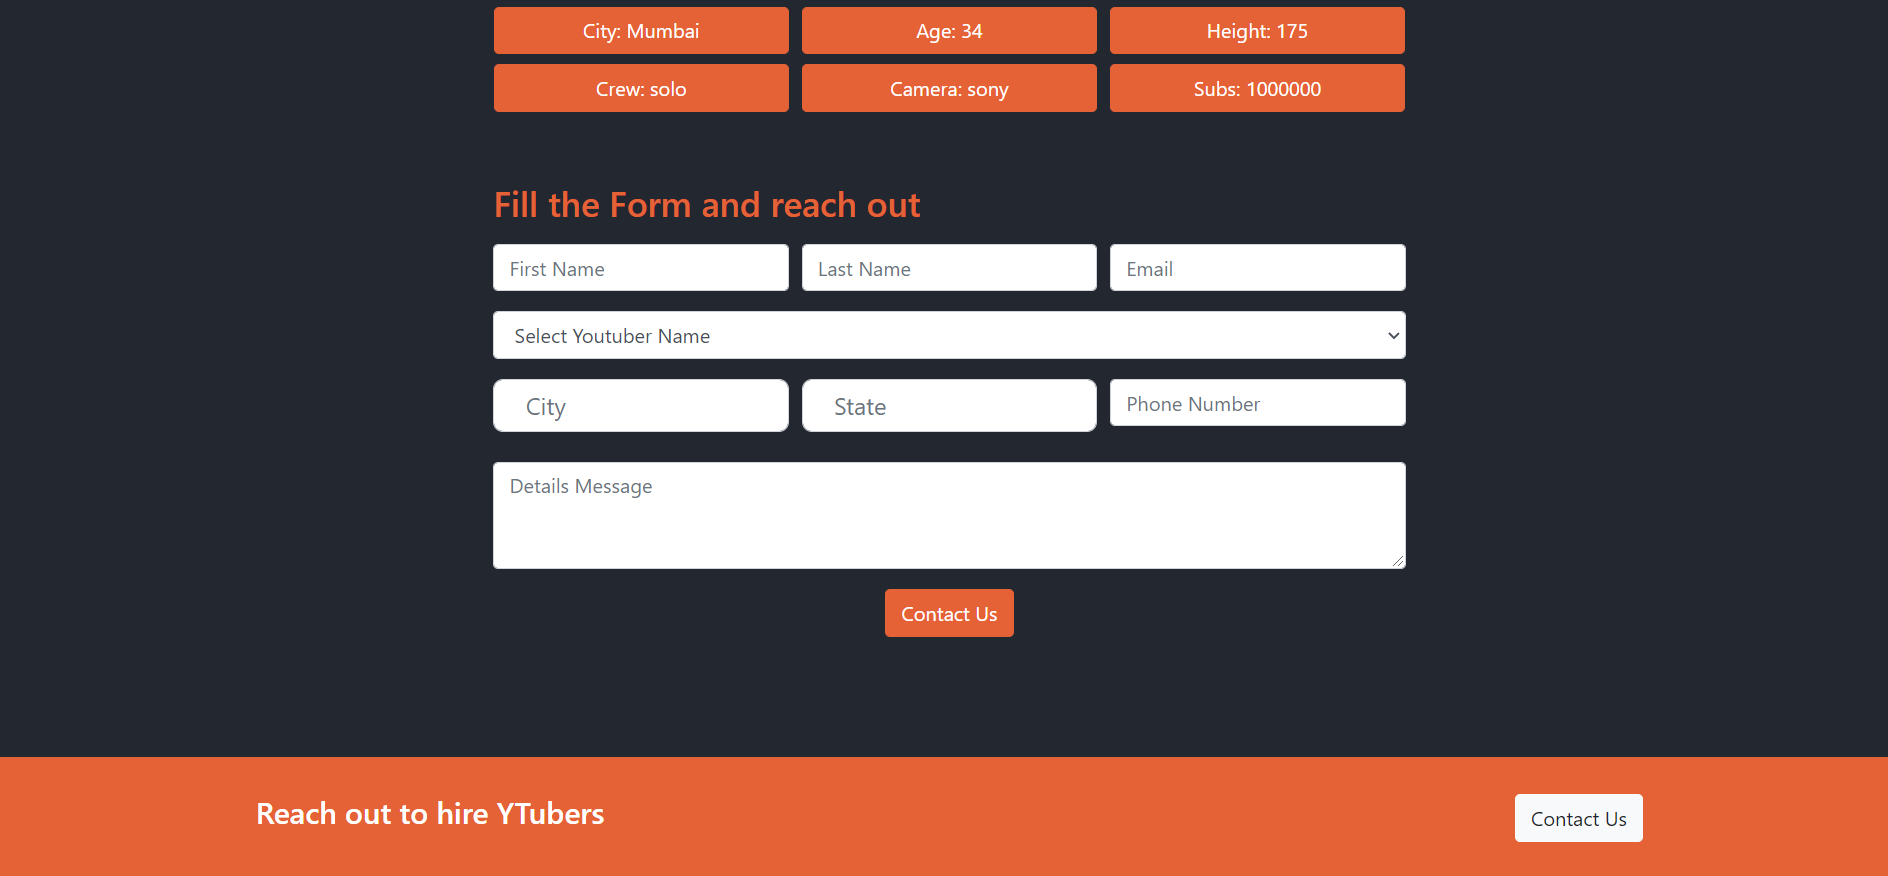 City: Mumbai
Age: 34
Height: 175
Crew: solo
Camera: sony
Subs: 1000000
Fill the Form and reach out
First Name
Last Name
Email
Select Youtuber Name
City
State
Phone Number
Details Message
Contact Us
Reach out to hire YTubers
Contact Us